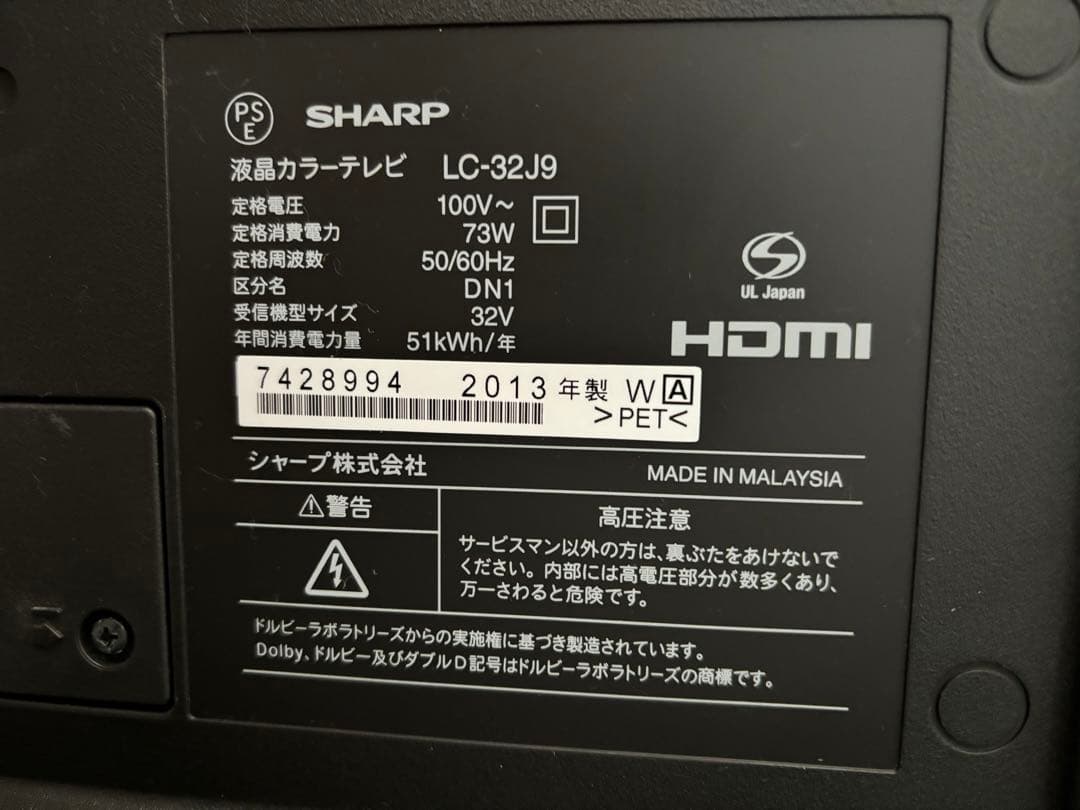 PS
E
SHARP
液晶カラーテレビ LC-32J9
定格電圧 100V～
定格消費電力 73W
定格周波数 50/60Hz
区分名 DN1
受信機型サイズ 32V
年間消費電力量 51kWh/年
UL Japan
HDMI
7428994 2013年製 W A
>PET<
シャープ株式会社 MADE IN MALAYSIA
⚠警告
高圧注意
サービスマン以外の方は、裏ぶたをあけないで
ください。内部には高電圧部分が数多くあり、
万一さわると危険です。
ドルビーラボラトリーズからの実施権に基づき製造されています。
Dolby、ドルビー及びダブルD記号はドルビーラボラトリーズの商標です。